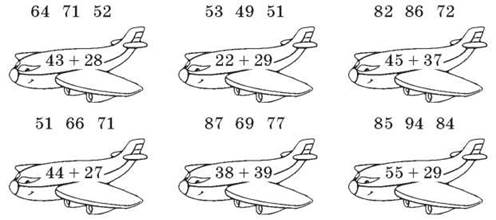 64 71 52
53 49 51
82 86 72
43 + 28
22 + 29
45 + 37
51 66 71
87 69 77
85 94 84
44 + 27
38 + 39
55 + 29